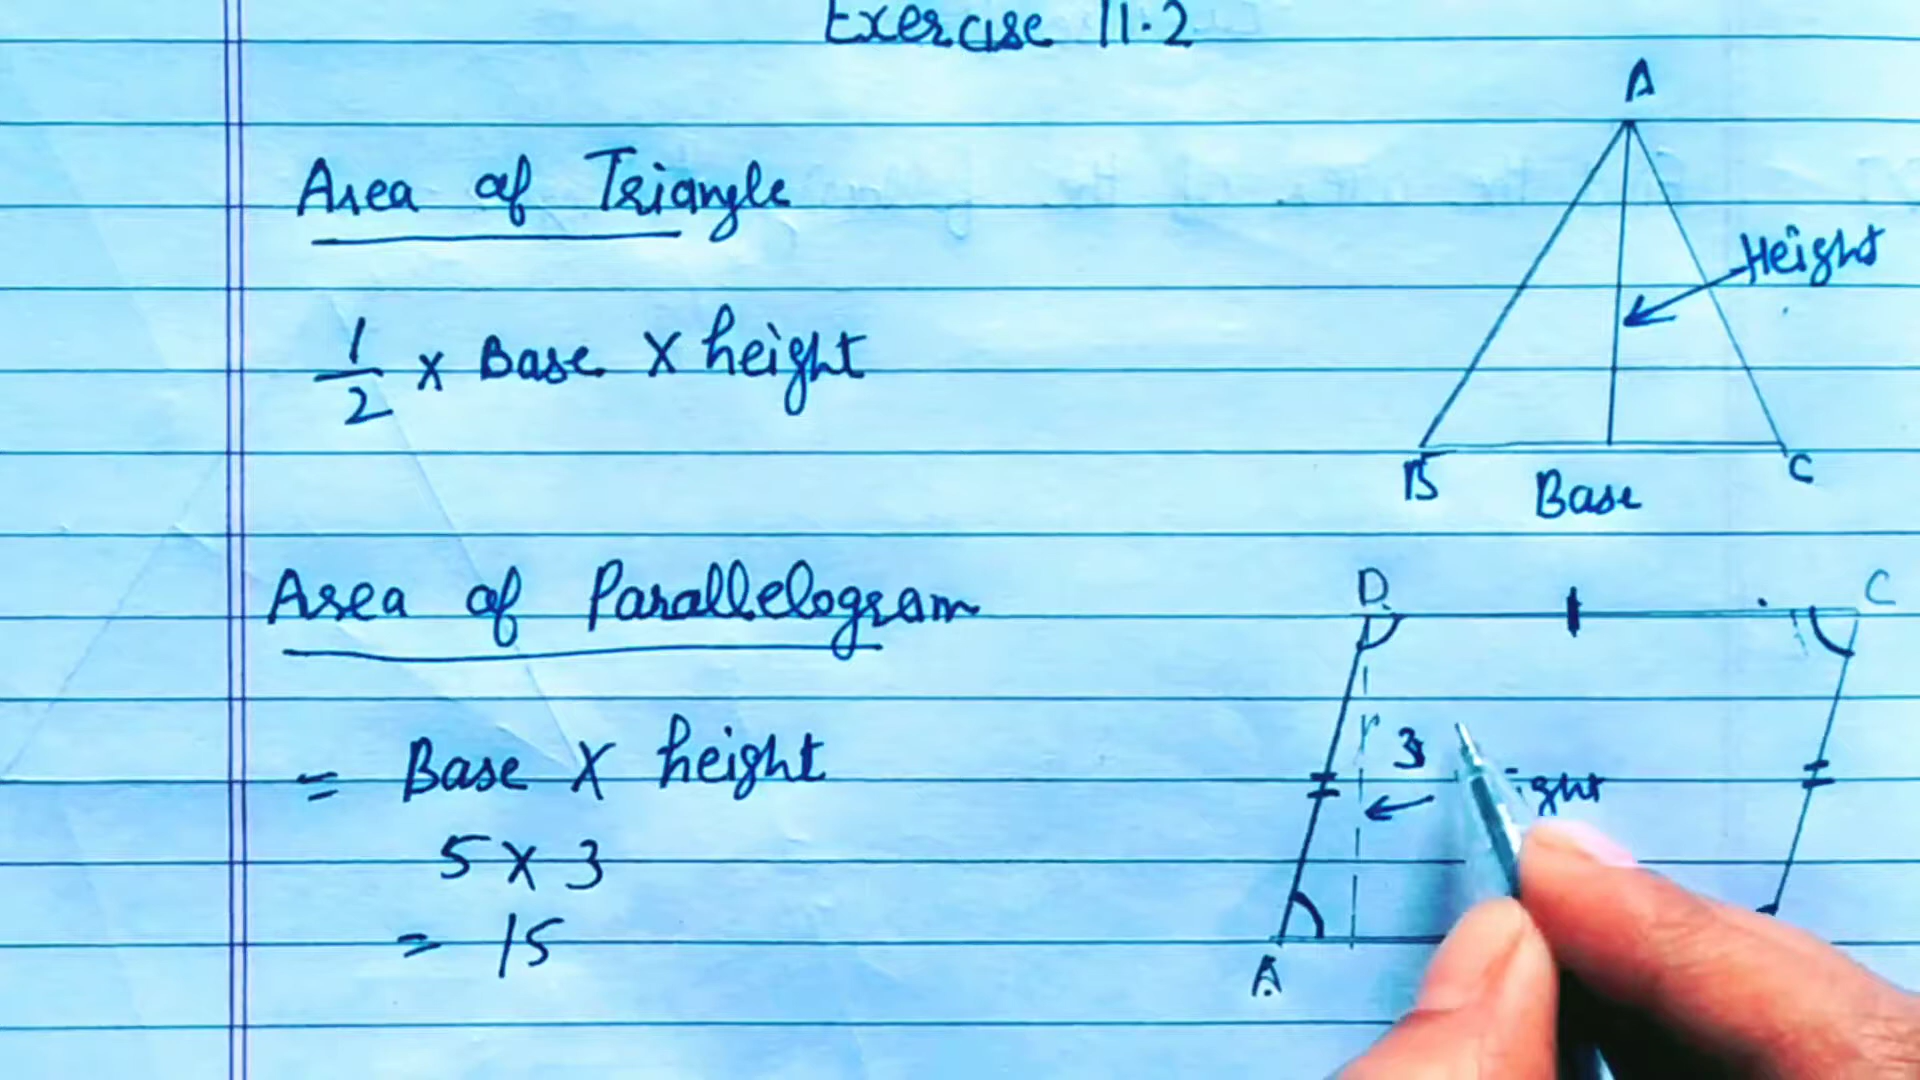 Exercise 11.2
Area of Triangle
1/2 x Base x height
A
Height
B
C
Base
Area of Parallelogram
= Base x height
5 x 3
= 15
D
C
3
A